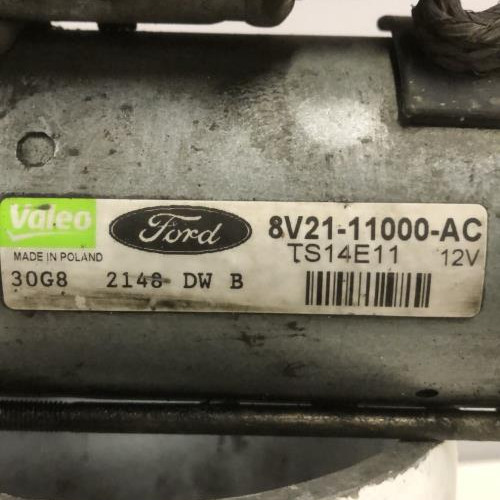 Valeo Ford 8V21-11000-AC
MADE IN POLAND TS14E11 12V
30G8 2148 DW B